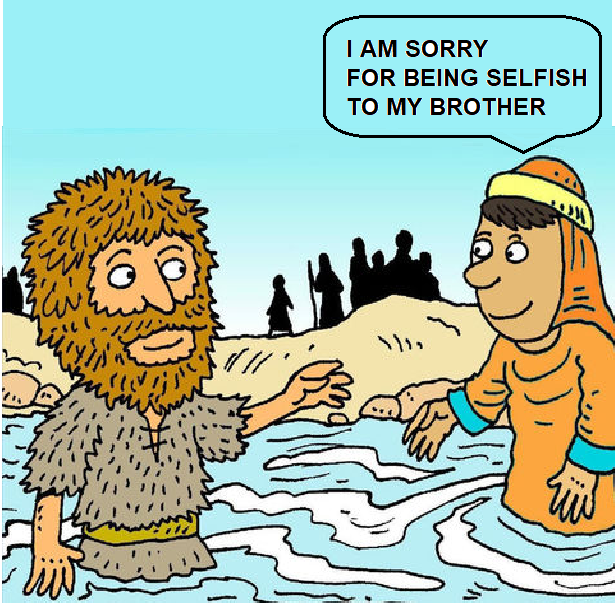 I AM SORRY
FOR BEING SELFISH
TO MY BROTHER